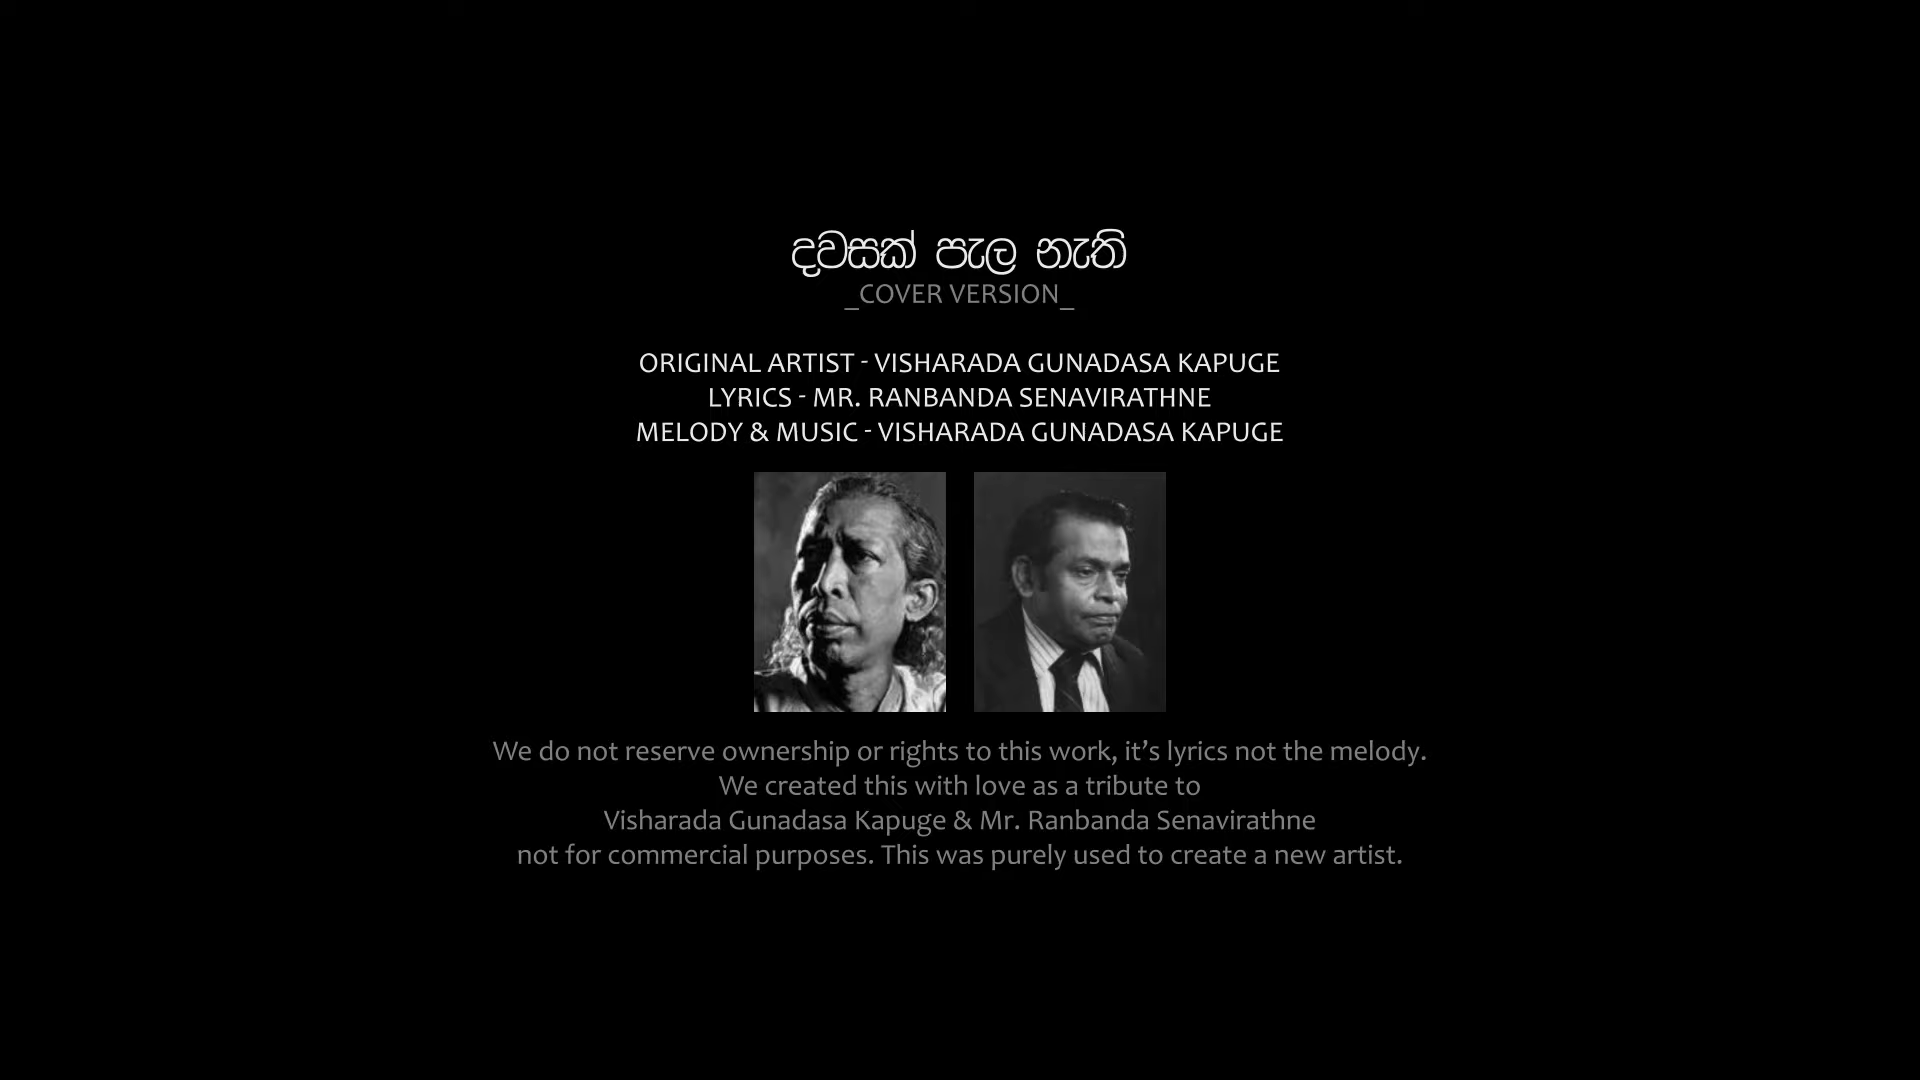 දවසක් පැල නැති
_COVER VERSION_
ORIGINAL ARTIST - VISHARADA GUNADASA KAPUGE
LYRICS - MR. RANBANDA SENAVIRATHNE
MELODY & MUSIC - VISHARADA GUNADASA KAPUGE
We do not reserve ownership or rights to this work, it’s lyrics not the melody.
We created this with love as a tribute to
Visharada Gunadasa Kapuge & Mr. Ranbanda Senavirathne
not for commercial purposes. This was purely used to create a new artist.